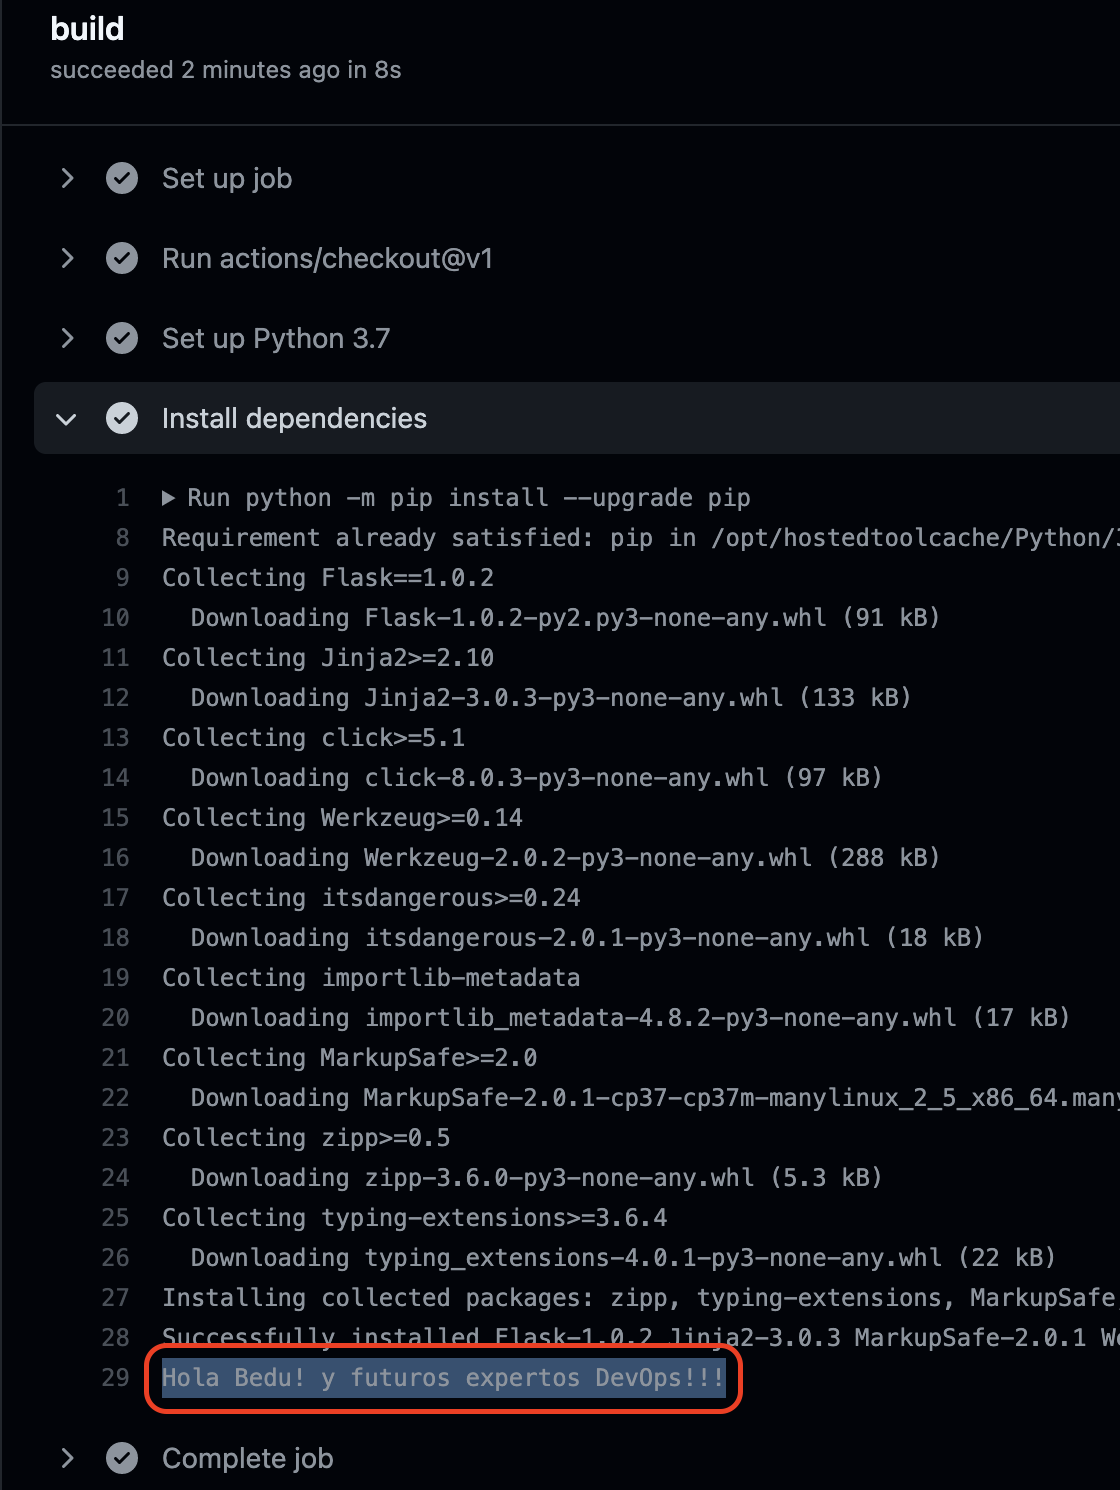 build
succeeded 2 minutes ago in 8s
Set up job
Run actions/checkout@v1
Set up Python 3.7
Install dependencies
1 ▶ Run python -m pip install --upgrade pip
8 Requirement already satisfied: pip in /opt/hostedtoolcache/Python/
9 Collecting Flask==1.0.2
10 Downloading Flask-1.0.2-py2.py3-none-any.whl (91 kB)
11 Collecting Jinja2>=2.10
12 Downloading Jinja2-3.0.3-py3-none-any.whl (133 kB)
13 Collecting click>=5.1
14 Downloading click-8.0.3-py3-none-any.whl (97 kB)
15 Collecting Werkzeug>=0.14
16 Downloading Werkzeug-2.0.2-py3-none-any.whl (288 kB)
17 Collecting itsdangerous>=0.24
18 Downloading itsdangerous-2.0.1-py3-none-any.whl (18 kB)
19 Collecting importlib-metadata
20 Downloading importlib_metadata-4.8.2-py3-none-any.whl (17 kB)
21 Collecting MarkupSafe>=2.0
22 Downloading MarkupSafe-2.0.1-cp37-cp37m-manylinux_2_5_x86_64.many
23 Collecting zipp>=0.5
24 Downloading zipp-3.6.0-py3-none-any.whl (5.3 kB)
25 Collecting typing-extensions>=3.6.4
26 Downloading typing_extensions-4.0.1-py3-none-any.whl (22 kB)
27 Installing collected packages: zipp, typing-extensions, MarkupSafe
28 Successfully installed Flask-1.0.2 Jinja2-3.0.3 MarkupSafe-2.0.1 We
29 Hola Bedu! y futuros expertos DevOps!!!
Complete job